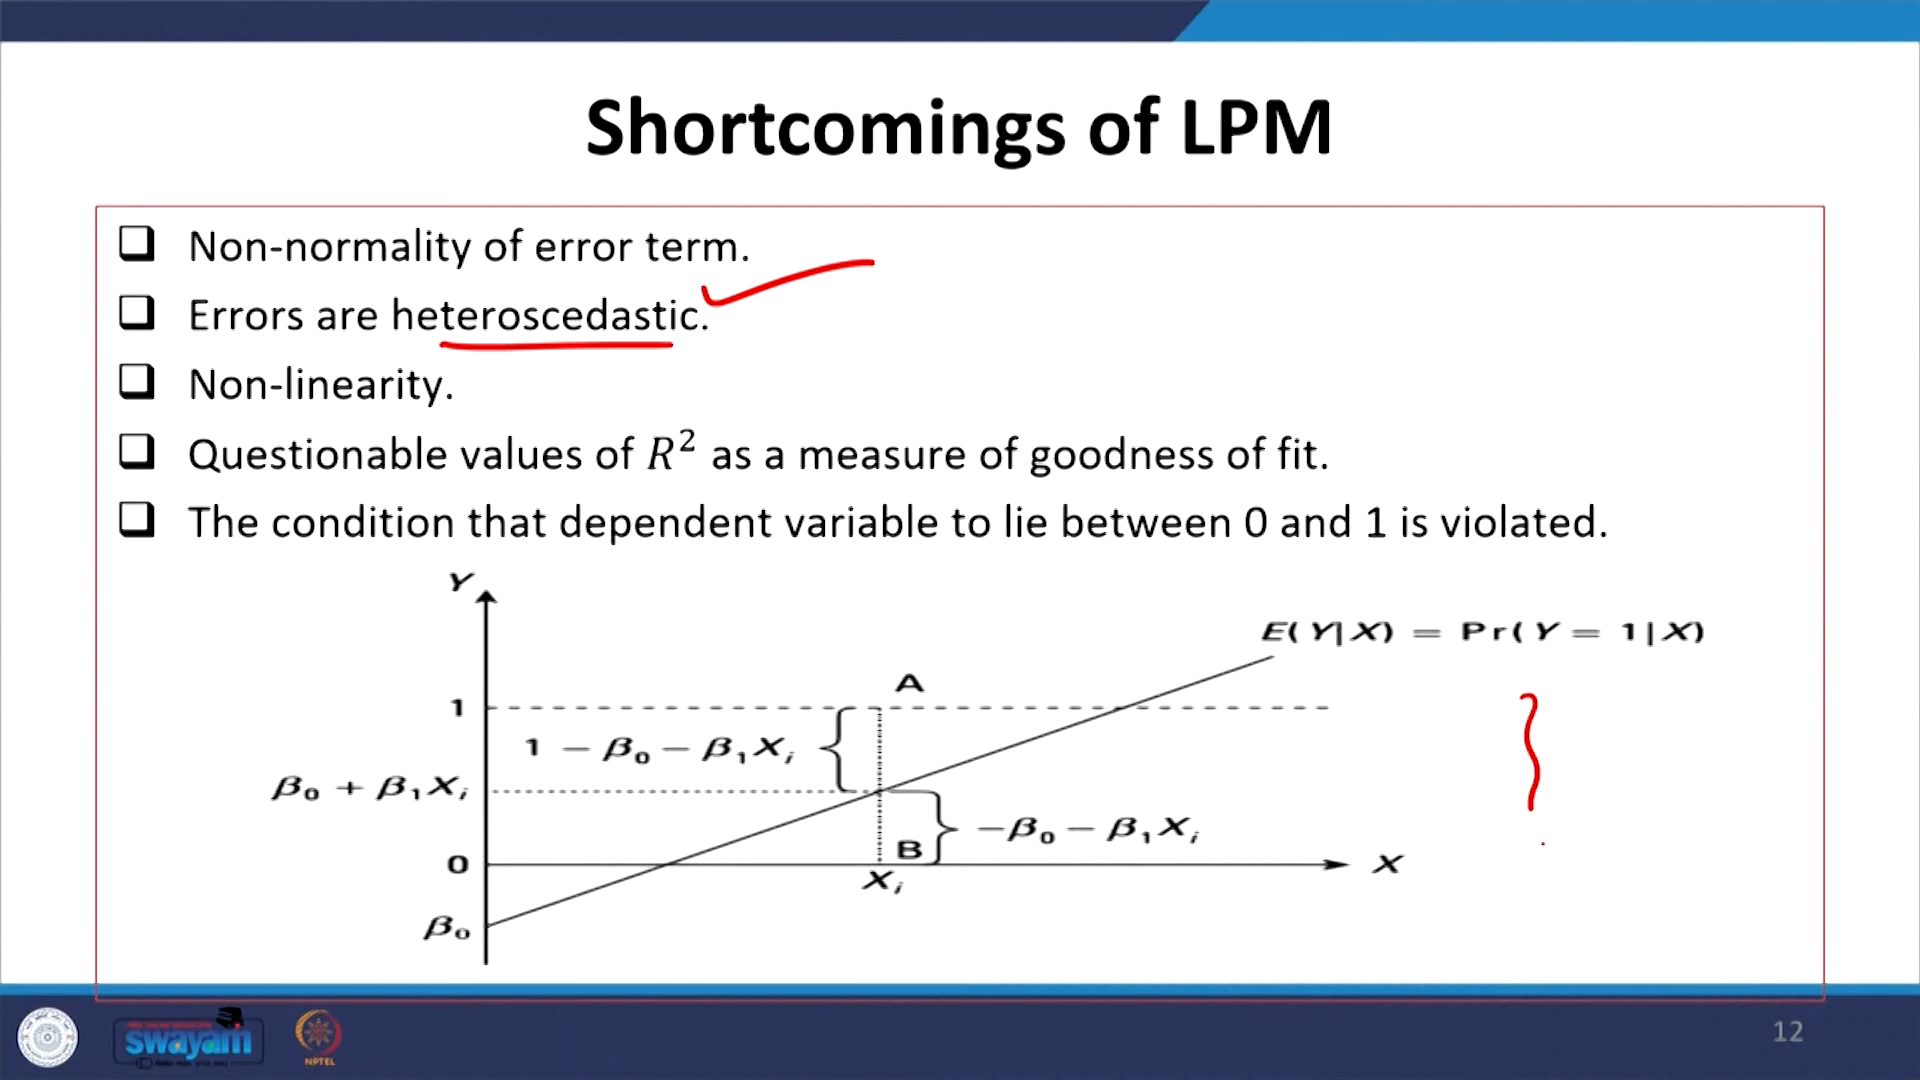 Shortcomings of LPM
❑ Non-normality of error term.
❑ Errors are heteroscedastic.
❑ Non-linearity.
❑ Questionable values of R² as a measure of goodness of fit.
❑ The condition that dependent variable to lie between 0 and 1 is violated.
Y
E(Y|X) = Pr(Y = 1|X)
A
1
1 − β₀ − β₁Xᵢ
β₀ + β₁Xᵢ
−β₀ − β₁Xᵢ
B
0
X
Xᵢ
β₀
swayam
NPTEL
12